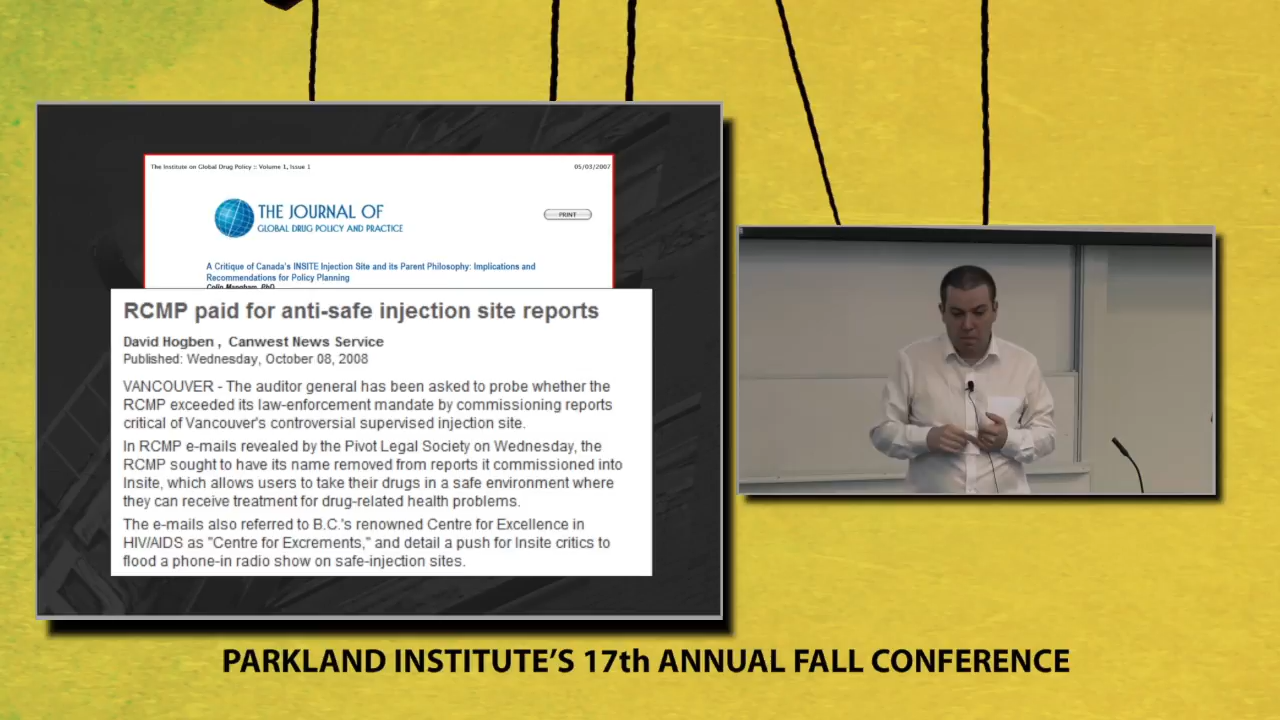 The Institute on Global Drug Policy :: Volume 1, Issue 1
05/03/2007
THE JOURNAL OF
GLOBAL DRUG POLICY AND PRACTICE
PRINT
A Critique of Canada's INSITE Injection Site and its Parent Philosophy: Implications and
Recommendations for Policy Planning
Colin Mangham, PhD
RCMP paid for anti-safe injection site reports
David Hogben , Canwest News Service
Published: Wednesday, October 08, 2008
VANCOUVER - The auditor general has been asked to probe whether the
RCMP exceeded its law-enforcement mandate by commissioning reports
critical of Vancouver's controversial supervised injection site.
In RCMP e-mails revealed by the Pivot Legal Society on Wednesday, the
RCMP sought to have its name removed from reports it commissioned into
Insite, which allows users to take their drugs in a safe environment where
they can receive treatment for drug-related health problems.
The e-mails also referred to B.C.'s renowned Centre for Excellence in
HIV/AIDS as "Centre for Excrements," and detail a push for Insite critics to
flood a phone-in radio show on safe-injection sites.
PARKLAND INSTITUTE'S 17th ANNUAL FALL CONFERENCE